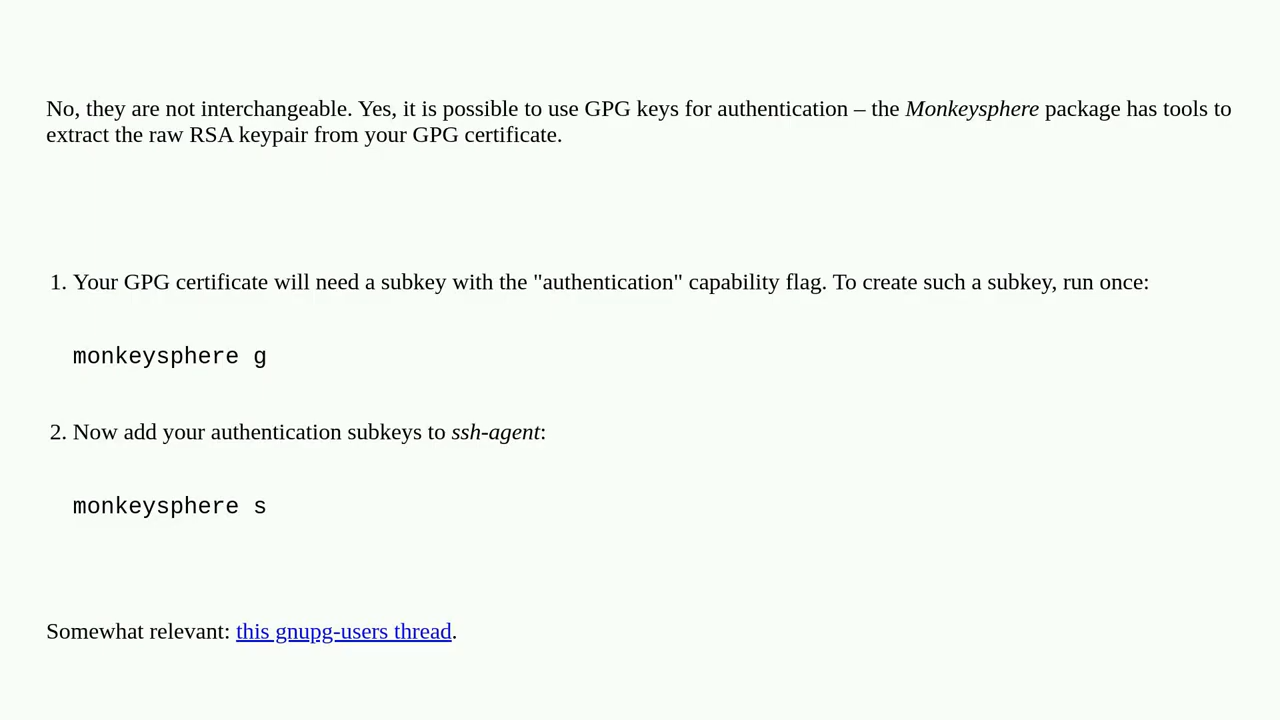 No, they are not interchangeable. Yes, it is possible to use GPG keys for authentication – the Monkeysphere package has tools to
extract the raw RSA keypair from your GPG certificate.
1. Your GPG certificate will need a subkey with the "authentication" capability flag. To create such a subkey, run once:
monkeysphere g
2. Now add your authentication subkeys to ssh-agent:
monkeysphere s
Somewhat relevant: this gnupg-users thread.